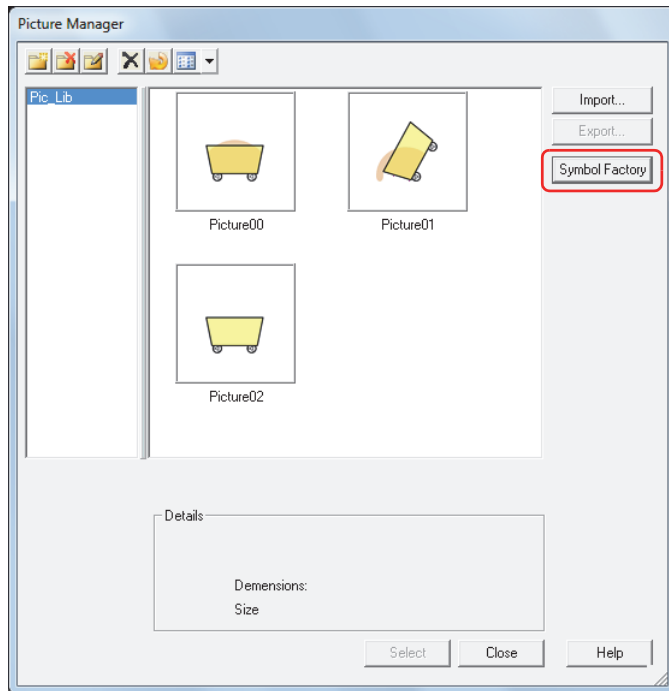 Picture Manager
Pic_Lib
Import...
Export...
Symbol Factory
Picture00
Picture01
Picture02
Details
Demensions:
Size
Select
Close
Help